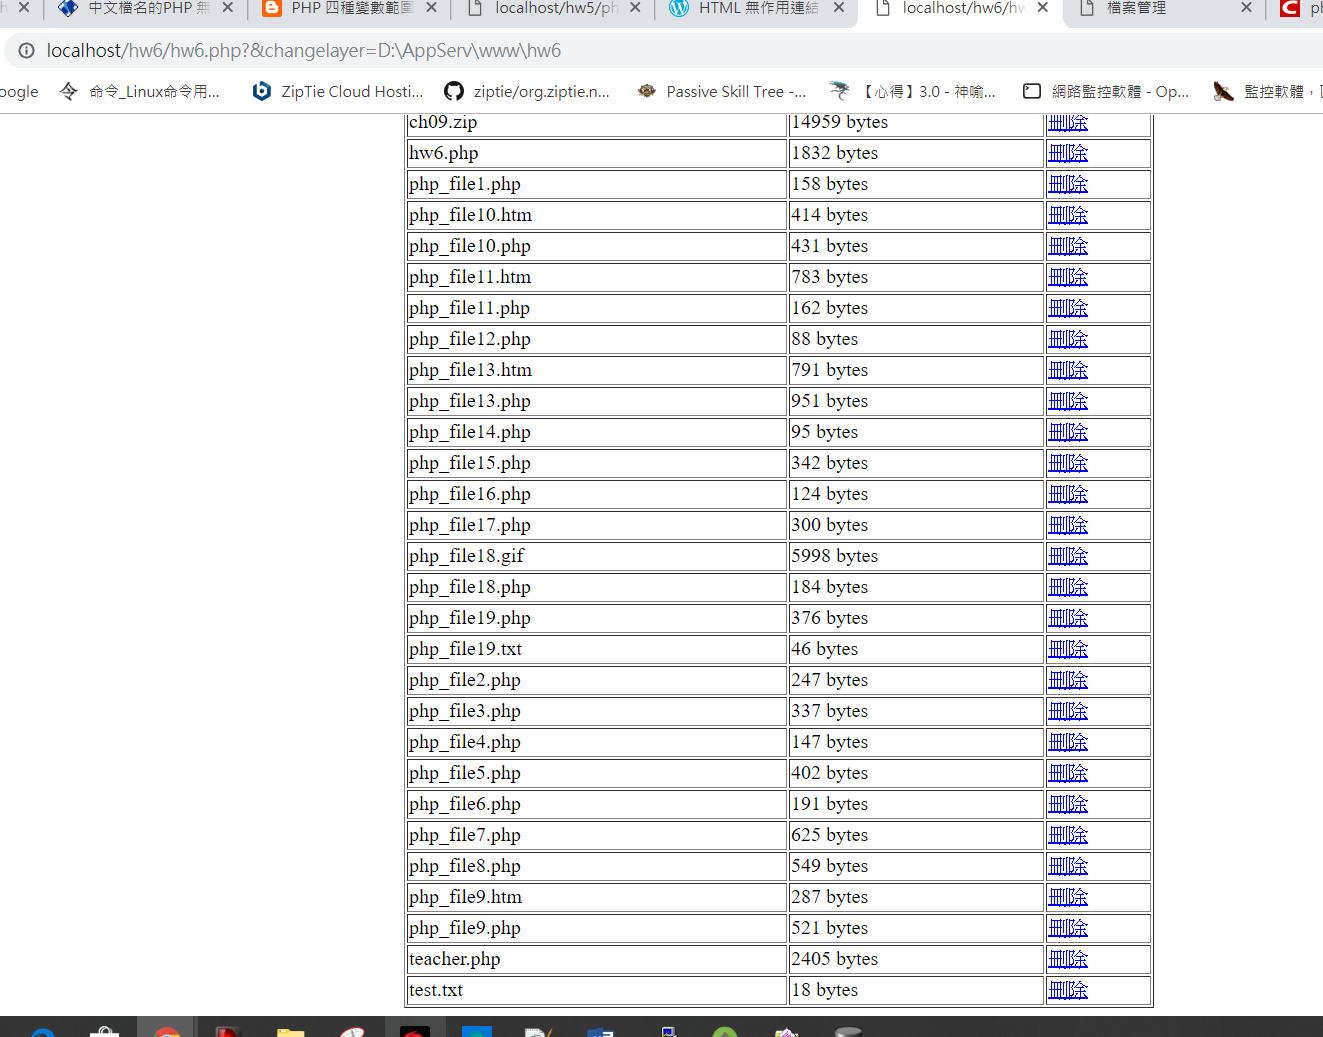 中文檔名的PHP 無 PHP 四種變數範圍 localhost/hw5/ph HTML 無作用連結 localhost/hw6/hw 檔案管理
localhost/hw6/hw6.php?&changelayer=D:\AppServ\www\hw6
oogle 命令_Linux命令用... ZipTie Cloud Hosti... ziptie/org.ziptie.n... Passive Skill Tree -... 【心得】3.0 - 神喻... 網路監控軟體 - Op... 監控軟體，
ch09.zip 14959 bytes 刪除
hw6.php 1832 bytes 刪除
php_file1.php 158 bytes 刪除
php_file10.htm 414 bytes 刪除
php_file10.php 431 bytes 刪除
php_file11.htm 783 bytes 刪除
php_file11.php 162 bytes 刪除
php_file12.php 88 bytes 刪除
php_file13.htm 791 bytes 刪除
php_file13.php 951 bytes 刪除
php_file14.php 95 bytes 刪除
php_file15.php 342 bytes 刪除
php_file16.php 124 bytes 刪除
php_file17.php 300 bytes 刪除
php_file18.gif 5998 bytes 刪除
php_file18.php 184 bytes 刪除
php_file19.php 376 bytes 刪除
php_file19.txt 46 bytes 刪除
php_file2.php 247 bytes 刪除
php_file3.php 337 bytes 刪除
php_file4.php 147 bytes 刪除
php_file5.php 402 bytes 刪除
php_file6.php 191 bytes 刪除
php_file7.php 625 bytes 刪除
php_file8.php 549 bytes 刪除
php_file9.htm 287 bytes 刪除
php_file9.php 521 bytes 刪除
teacher.php 2405 bytes 刪除
test.txt 18 bytes 刪除